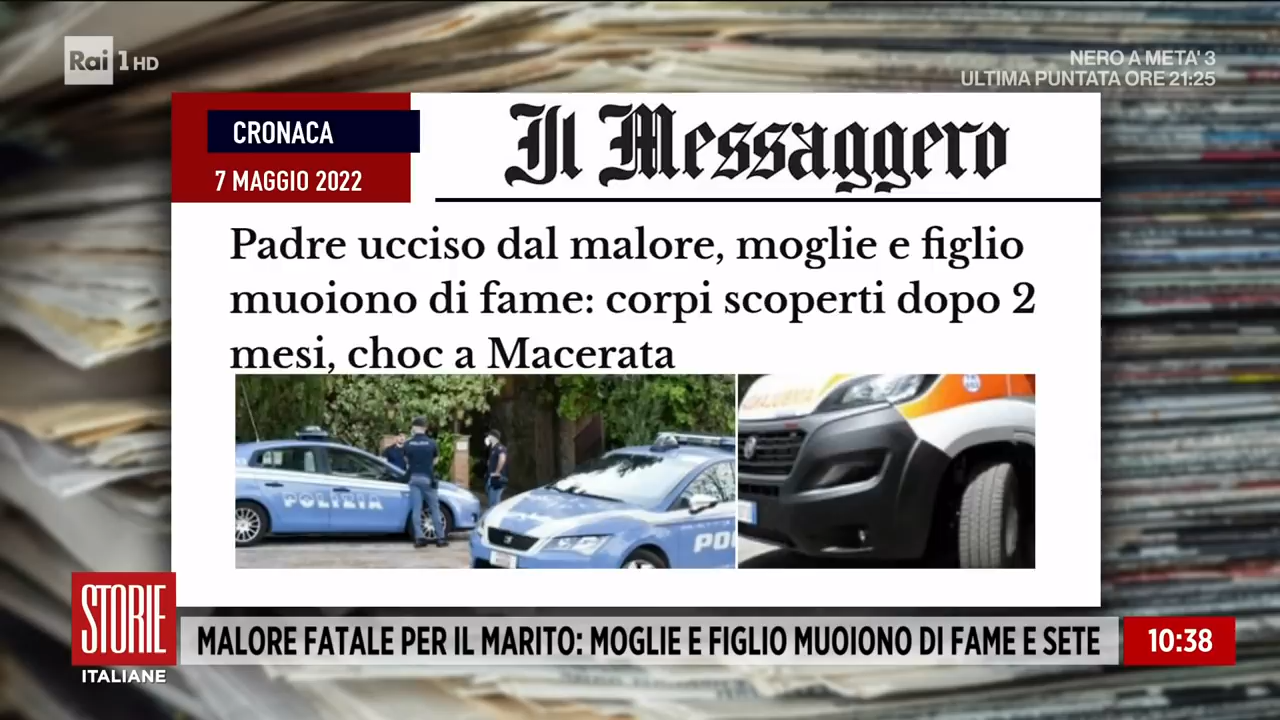 Rai 1 HD
NERO A META' 3
ULTIMA PUNTATA ORE 21:25
CRONACA
7 MAGGIO 2022
Il Messaggero
Padre ucciso dal malore, moglie e figlio
muoiono di fame: corpi scoperti dopo 2
mesi, choc a Macerata
POLIZIA
STORIE
ITALIANE
MALORE FATALE PER IL MARITO: MOGLIE E FIGLIO MUOIONO DI FAME E SETE
10:38